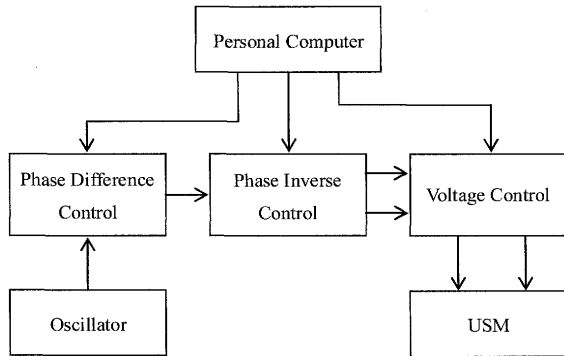 Personal Computer
Phase Difference
Control
Phase Inverse
Control
Voltage Control
Oscillator
USM